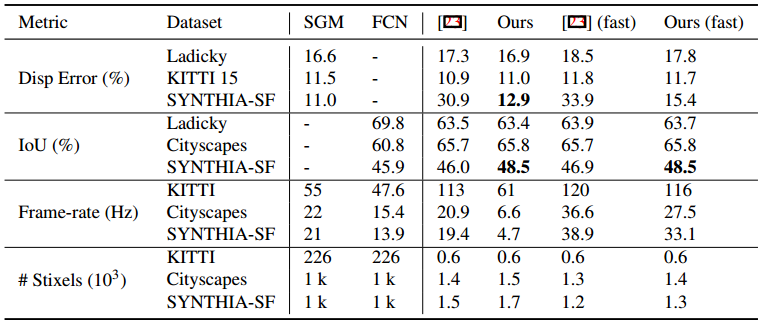 Metric Dataset SGM FCN [23] Ours [23] (fast) Ours (fast)
Ladicky 16.6 - 17.3 16.9 18.5 17.8
Disp Error (%) KITTI 15 11.5 - 10.9 11.0 11.8 11.7
SYNTHIA-SF 11.0 - 30.9 12.9 33.9 15.4
Ladicky - 69.8 63.5 63.4 63.9 63.7
IoU (%) Cityscapes - 60.8 65.7 65.8 65.7 65.8
SYNTHIA-SF - 45.9 46.0 48.5 46.9 48.5
KITTI 55 47.6 113 61 120 116
Frame-rate (Hz) Cityscapes 22 15.4 20.9 6.6 36.6 27.5
SYNTHIA-SF 21 13.9 19.4 4.7 38.9 33.1
KITTI 226 226 0.6 0.6 0.6 0.6
# Stixels (10³) Cityscapes 1 k 1 k 1.4 1.5 1.3 1.4
SYNTHIA-SF 1 k 1 k 1.5 1.7 1.2 1.3